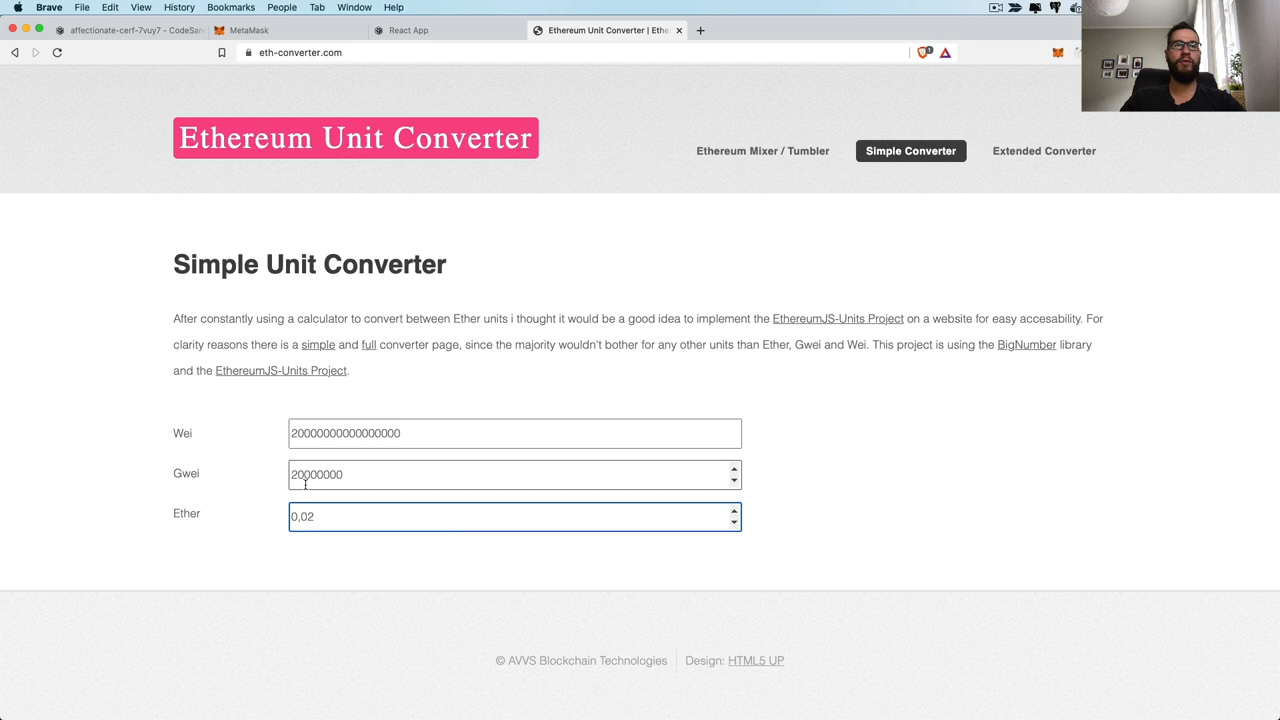 Brave File Edit View History Bookmarks People Tab Window Help
affectionate-cerf-7vuy7 - CodeSan MetaMask React App Ethereum Unit Converter | Ethe
eth-converter.com
Ethereum Unit Converter
Ethereum Mixer / Tumbler Simple Converter Extended Converter
Simple Unit Converter
After constantly using a calculator to convert between Ether units i thought it would be a good idea to implement the EthereumJS-Units Project on a website for easy accesability. For
clarity reasons there is a simple and full converter page, since the majority wouldn't bother for any other units than Ether, Gwei and Wei. This project is using the BigNumber library
and the EthereumJS-Units Project.
Wei 20000000000000000
Gwei 20000000
Ether 0,02
© AVVS Blockchain Technologies Design: HTML5 UP